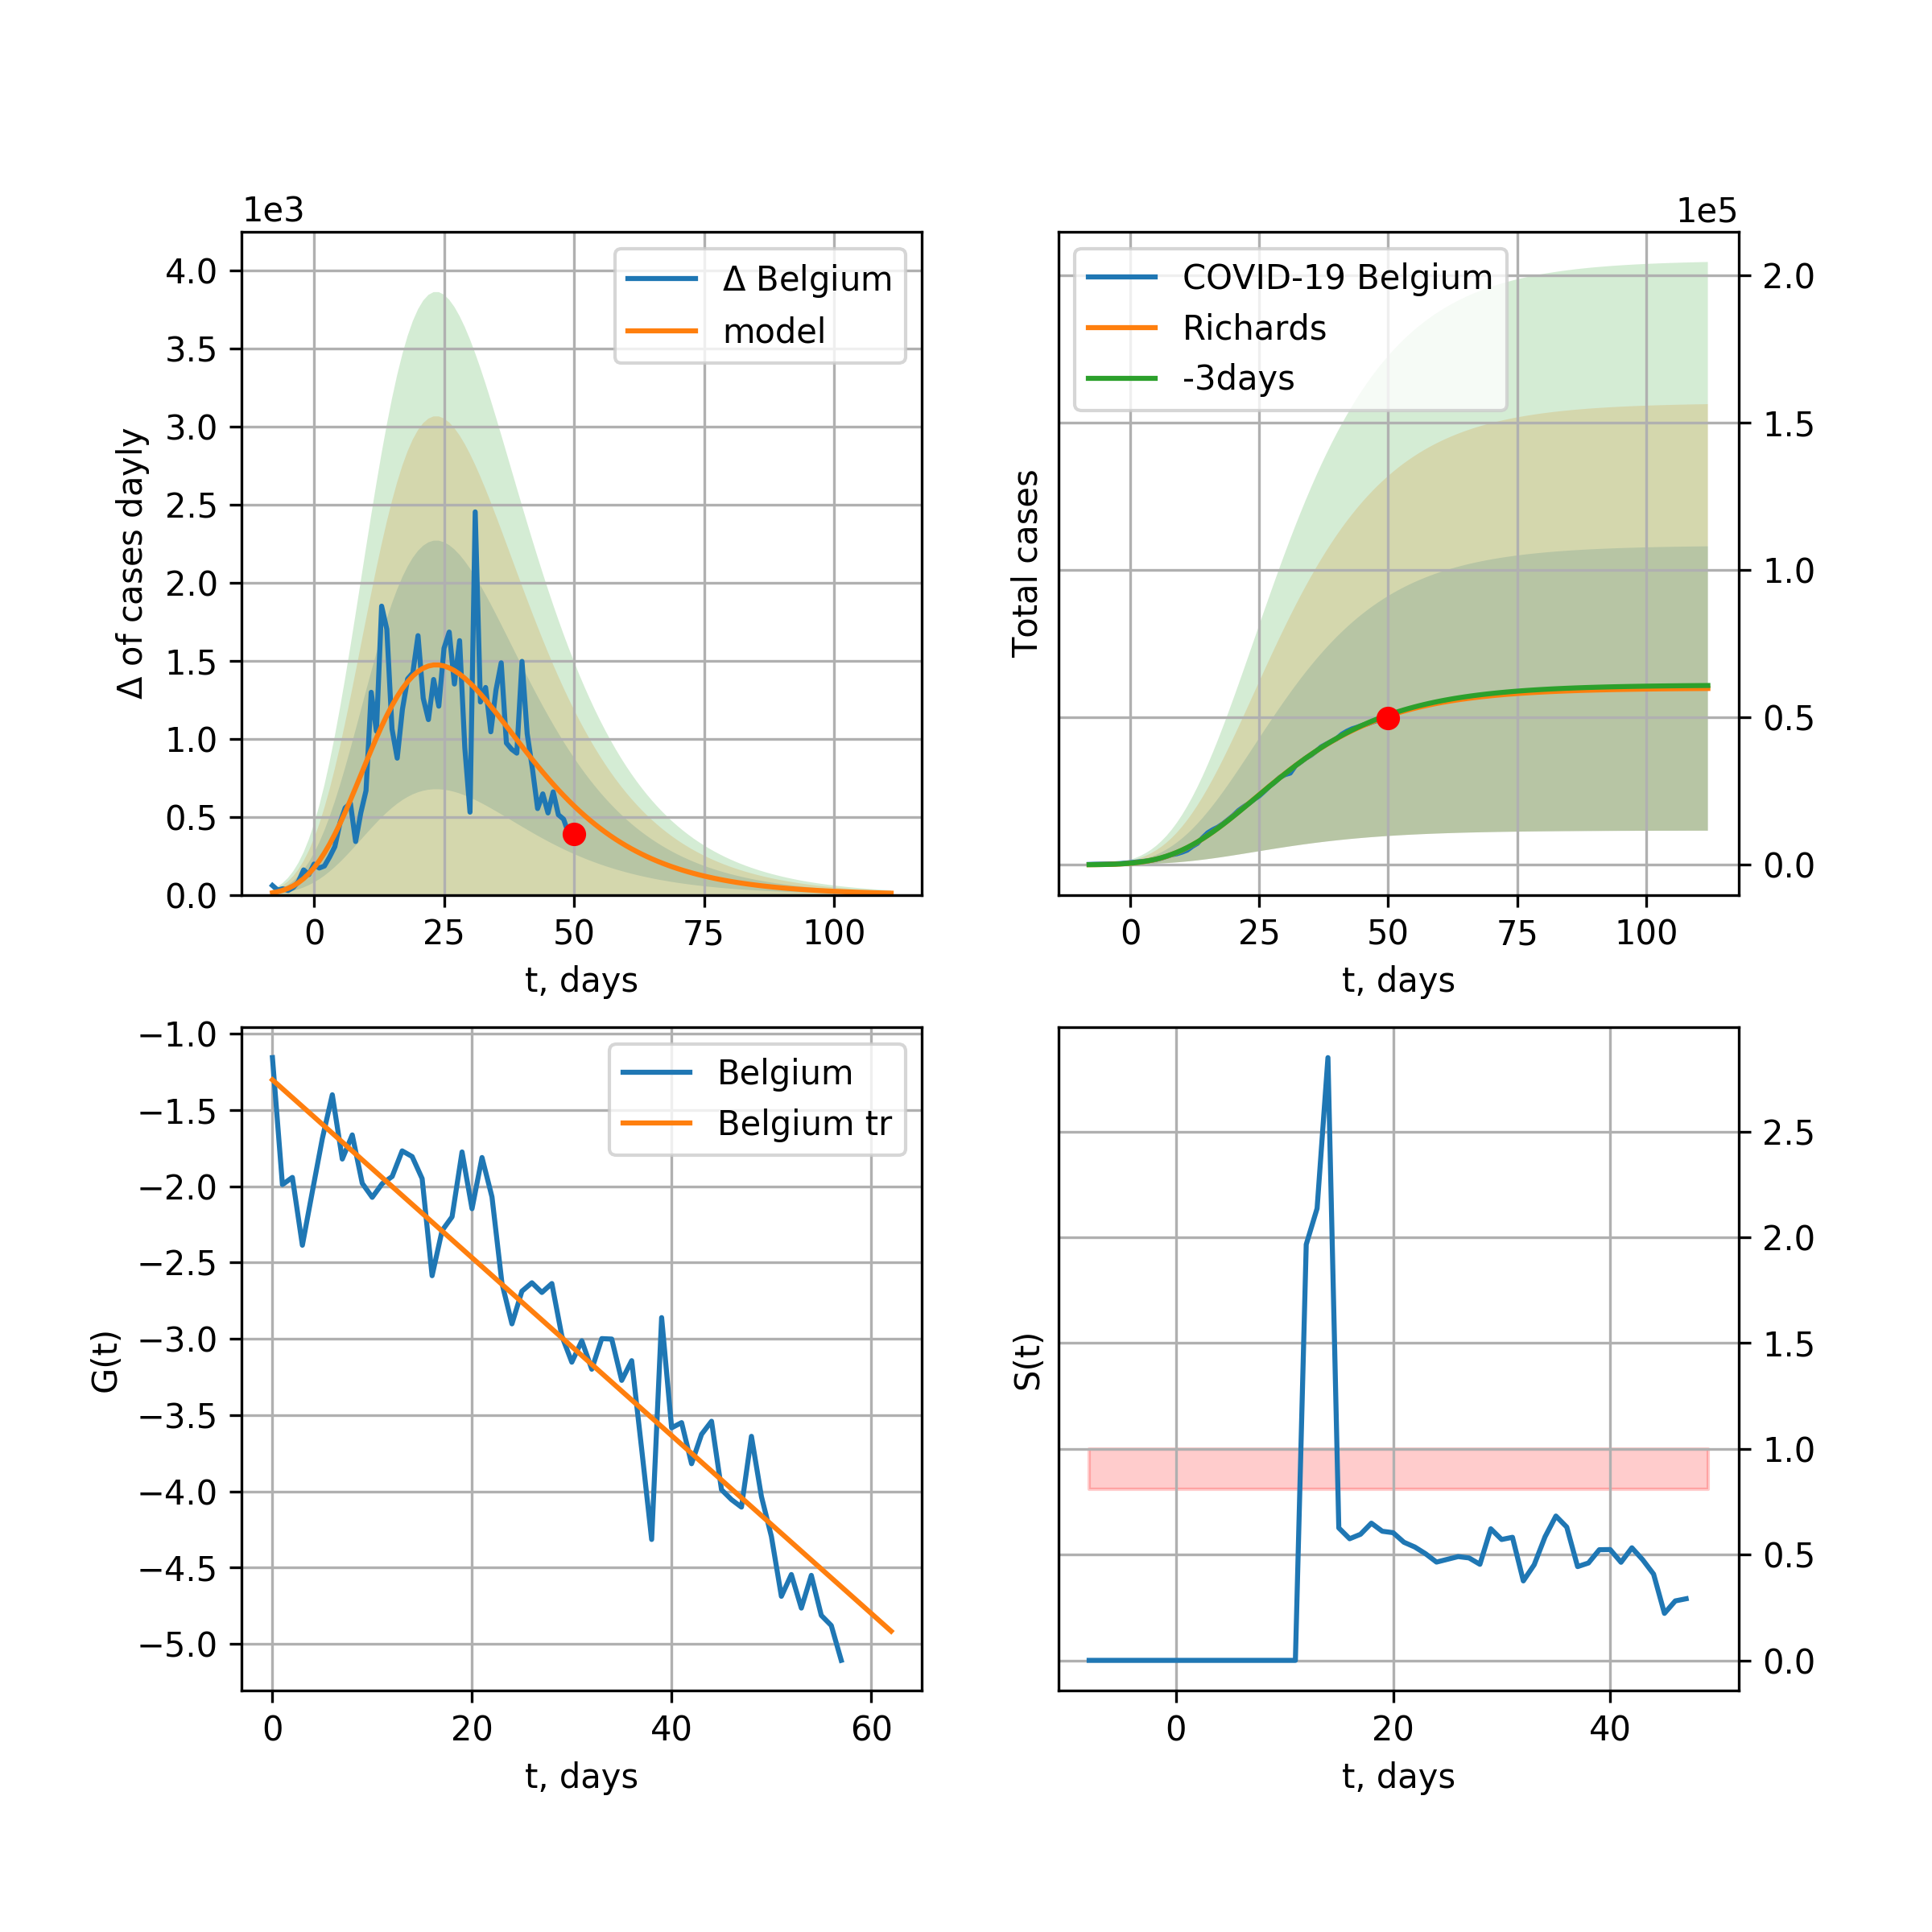 1e3
4.0
3.5
3.0
2.5
2.0
1.5
1.0
0.5
0.0
Δ of cases dayly
Δ Belgium
model
0 25 50 75 100
t, days
1e5
COVID-19 Belgium
Richards
-3days
Total cases
2.0
1.5
1.0
0.5
0.0
0 25 50 75 100
t, days
−1.0
−1.5
−2.0
−2.5
−3.0
−3.5
−4.0
−4.5
−5.0
G(t)
Belgium
Belgium tr
0 20 40 60
t, days
S(t)
2.5
2.0
1.5
1.0
0.5
0.0
0 20 40
t, days